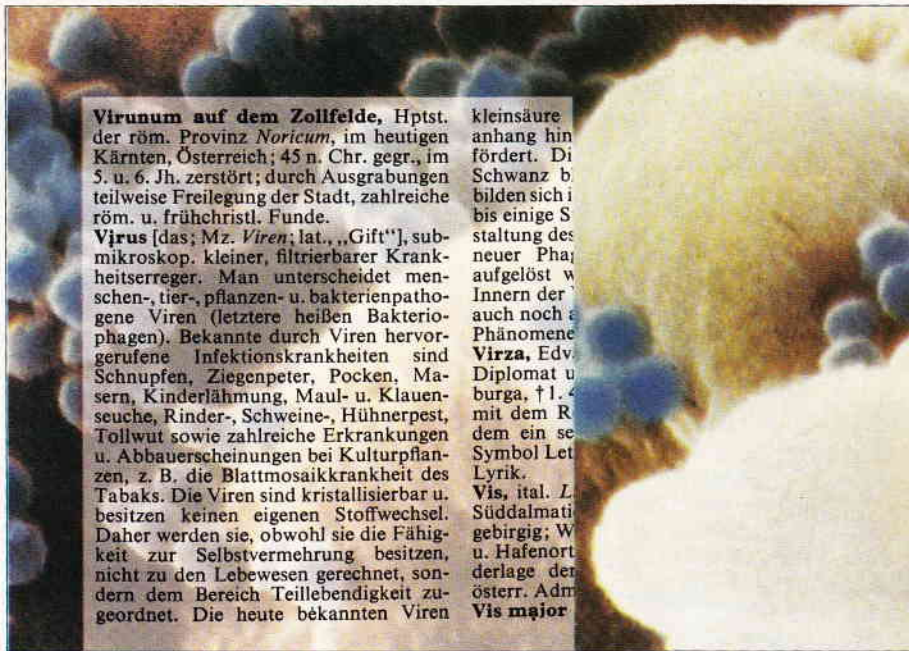 Virunum auf dem Zollfelde, Hptst.
der röm. Provinz Noricum, im heutigen
Kärnten, Österreich; 45 n. Chr. gegr., im
5. u. 6. Jh. zerstört; durch Ausgrabungen
teilweise Freilegung der Stadt, zahlreiche
röm. u. frühchristl. Funde.
Virus [das; Mz. Viren; lat., „Gift“], sub-
mikroskop. kleiner, filtrierbarer Krank-
heitserreger. Man unterscheidet men-
schen-, tier-, pflanzen- u. bakterienpatho-
gene Viren (letztere heißen Bakterio-
phagen). Bekannte durch Viren hervor-
gerufene Infektionskrankheiten sind
Schnupfen, Ziegenpeter, Pocken, Ma-
sern, Kinderlähmung, Maul- u. Klauen-
seuche, Rinder-, Schweine-, Hühnerpest,
Tollwut sowie zahlreiche Erkrankungen
u. Abbauerscheinungen bei Kulturpflan-
zen, z. B. die Blattmosaikkrankheit des
Tabaks. Die Viren sind kristallisierbar u.
besitzen keinen eigenen Stoffwechsel.
Daher werden sie, obwohl sie die Fähig-
keit zur Selbstvermehrung besitzen,
nicht zu den Lebewesen gerechnet, son-
dern dem Bereich Teillebendigkeit zu-
geordnet. Die heute bekannten Viren
kleinsäure
anhang hin
fördert. Di
Schwanz b
bilden sich i
bis einige S
staltung des
neuer Pha
aufgelöst w
Innern der
auch noch
Phänomene
Virza, Edv
Diplomat u
burga, † 1. 4
mit dem R
dem ein se
Symbol Let
Lyrik.
Vis, ital. L
Süddalmati
gebirgig; W
u. Hafenort
derlage der
österr. Adm
Vis major